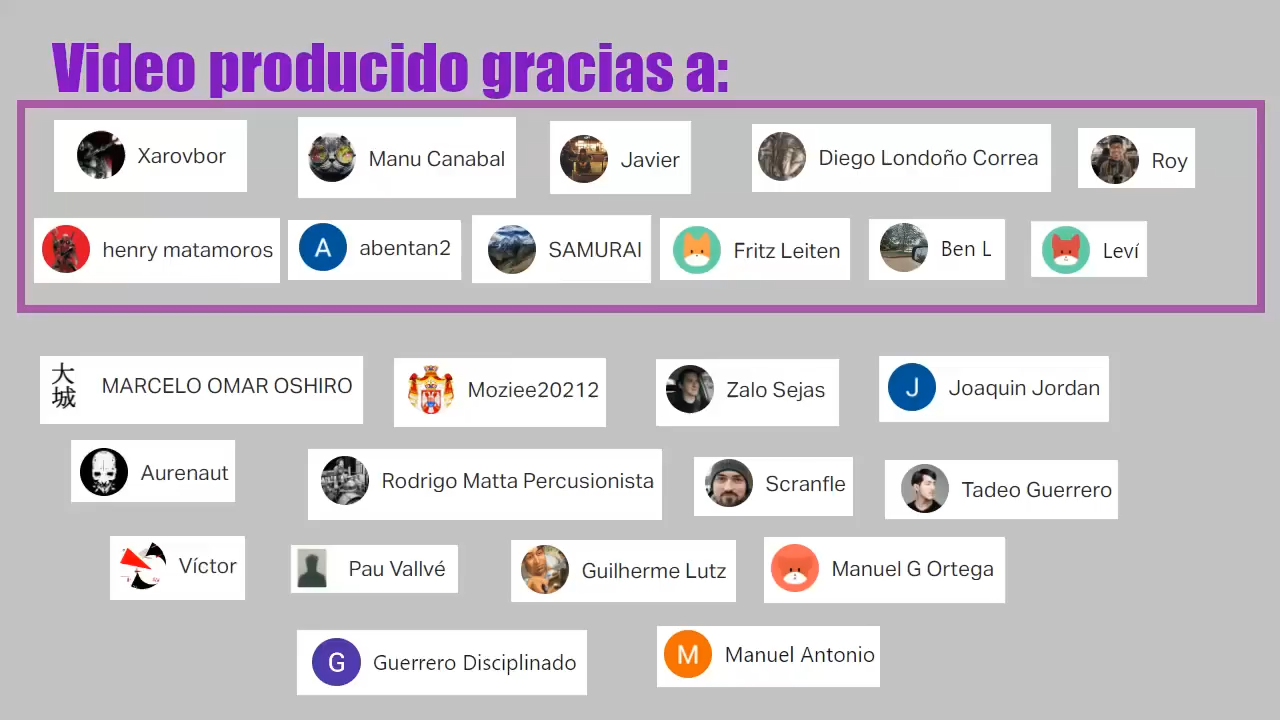 Video producido gracias a:
Xarovbor
Manu Canabal
Javier
Diego Londoño Correa
Roy
henry matamoros
A abentan2
SAMURAI
Fritz Leiten
Ben L
Leví
大城 MARCELO OMAR OSHIRO
Moziee20212
Zalo Sejas
J Joaquin Jordan
Aurenaut
Rodrigo Matta Percusionista
Scranfle
Tadeo Guerrero
Víctor
Pau Vallvé
Guilherme Lutz
Manuel G Ortega
G Guerrero Disciplinado
M Manuel Antonio